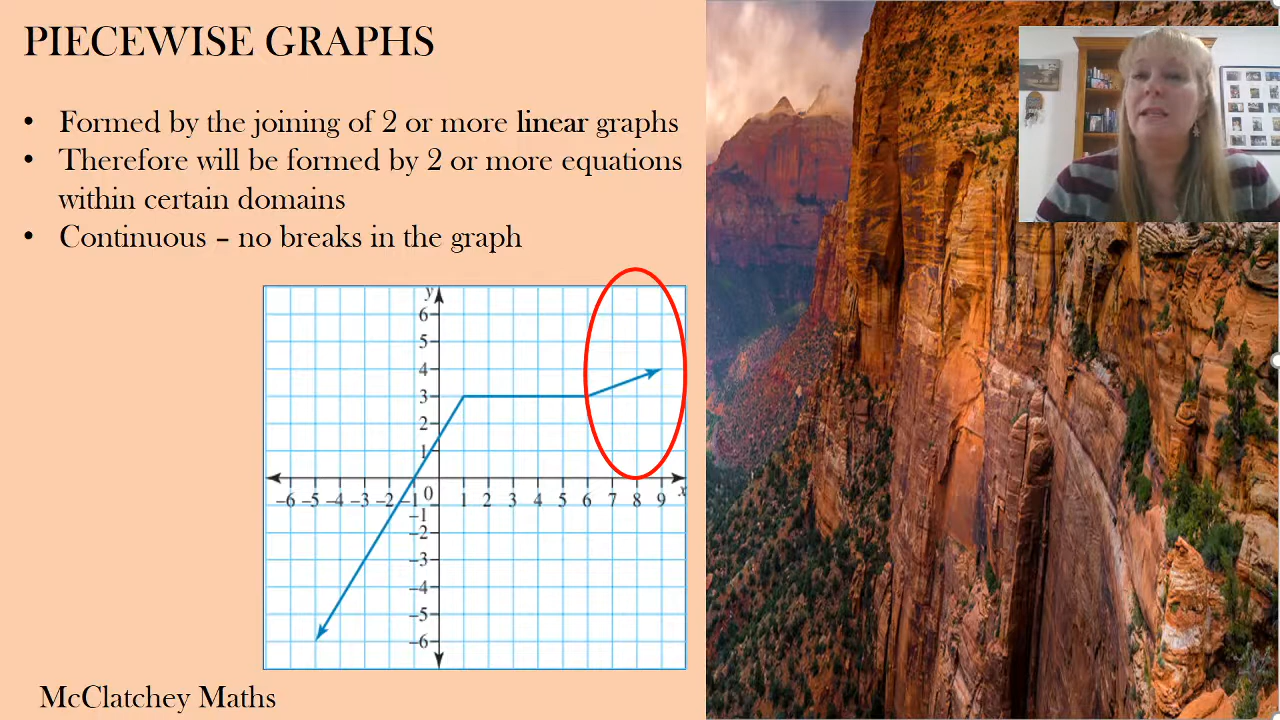 PIECEWISE GRAPHS
• Formed by the joining of 2 or more linear graphs
• Therefore will be formed by 2 or more equations
within certain domains
• Continuous – no breaks in the graph
y
6
5
4
3
2
1
–6 –5 –4 –3 –2 –1 0 1 2 3 4 5 6 7 8 9 x
–1
–2
–3
–4
–5
–6
McClatchey Maths